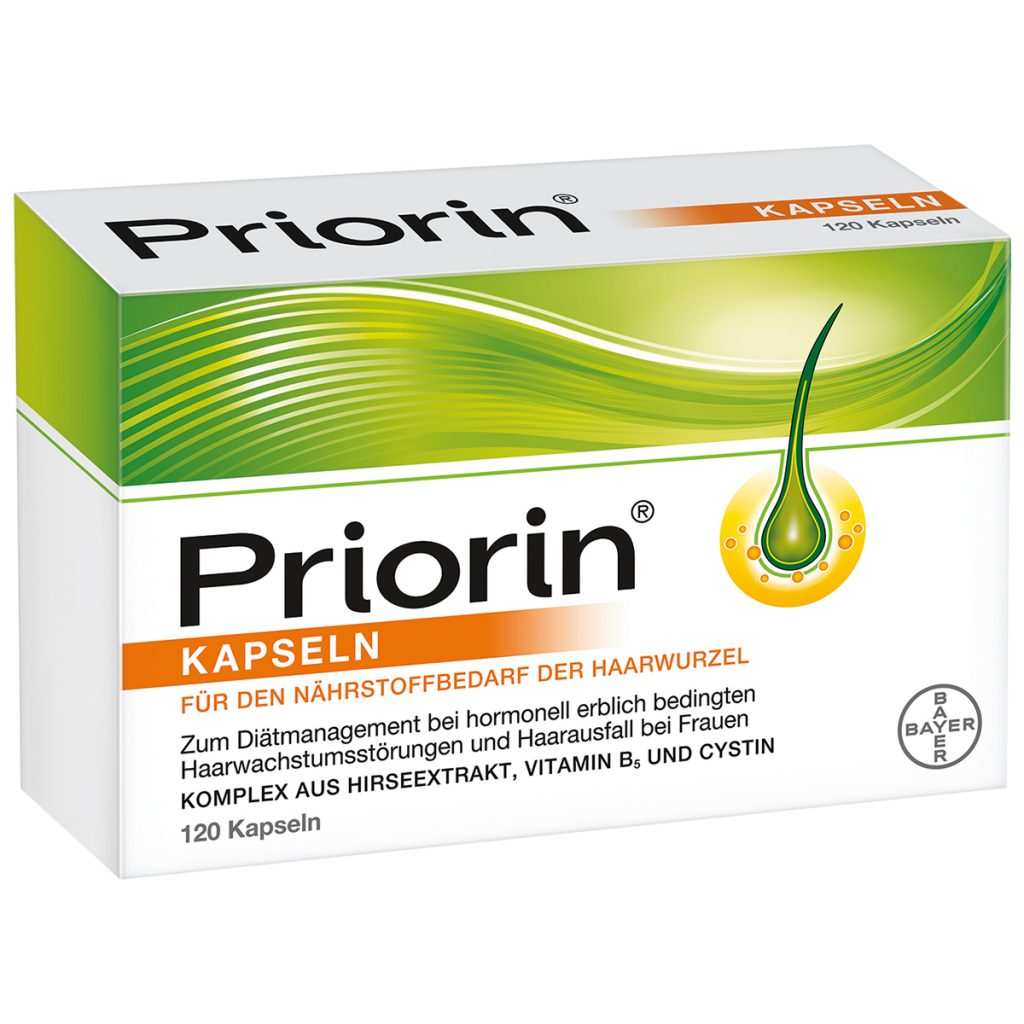 Priorin®
KAPSELN
120 Kapseln
Priorin®
KAPSELN
FÜR DEN NÄHRSTOFFBEDARF DER HAARWURZEL
Zum Diätmanagement bei hormonell erblich bedingten
Haarwachstumsstörungen und Haarausfall bei Frauen
KOMPLEX AUS HIRSEEXTRAKT, VITAMIN B₅ UND CYSTIN
120 Kapseln
BAYER
BAYER